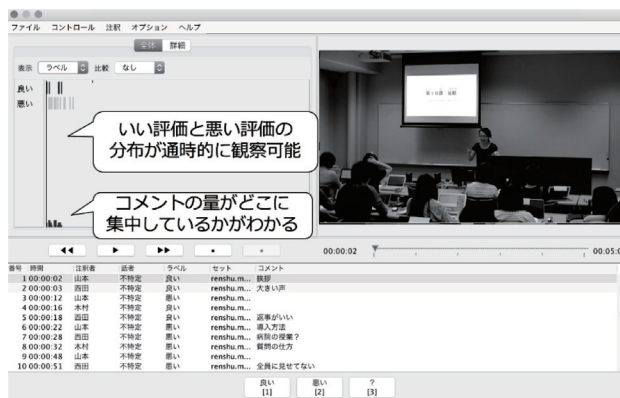 ファイル コントロール 注釈 オプション ヘルプ
全体 詳細
表示 ラベル 比較 なし
良い
悪い
いい評価と悪い評価の
分布が通時的に観察可能
コメントの量がどこに
集中しているかがわかる
00:00:02
00:05:0
番号 時間 注釈者 話者 ラベル セット コメント
1 00:00:02 山本 不特定 良い renshu.m... 挨拶
2 00:00:03 西田 不特定 良い renshu.m... 大きい声
3 00:00:12 山本 不特定 悪い renshu.m...
4 00:00:16 木村 不特定 良い renshu.m...
5 00:00:18 西田 不特定 良い renshu.m... 返事がいい
6 00:00:22 山本 不特定 悪い renshu.m... 導入方法
7 00:00:28 西田 不特定 悪い renshu.m... 病院の授業?
8 00:00:32 木村 不特定 悪い renshu.m... 質問の仕方
9 00:00:48 山本 不特定 悪い renshu.m...
10 00:00:51 西田 不特定 悪い renshu.m... 全員に見せてない
良い 悪い ?
[1] [2] [3]